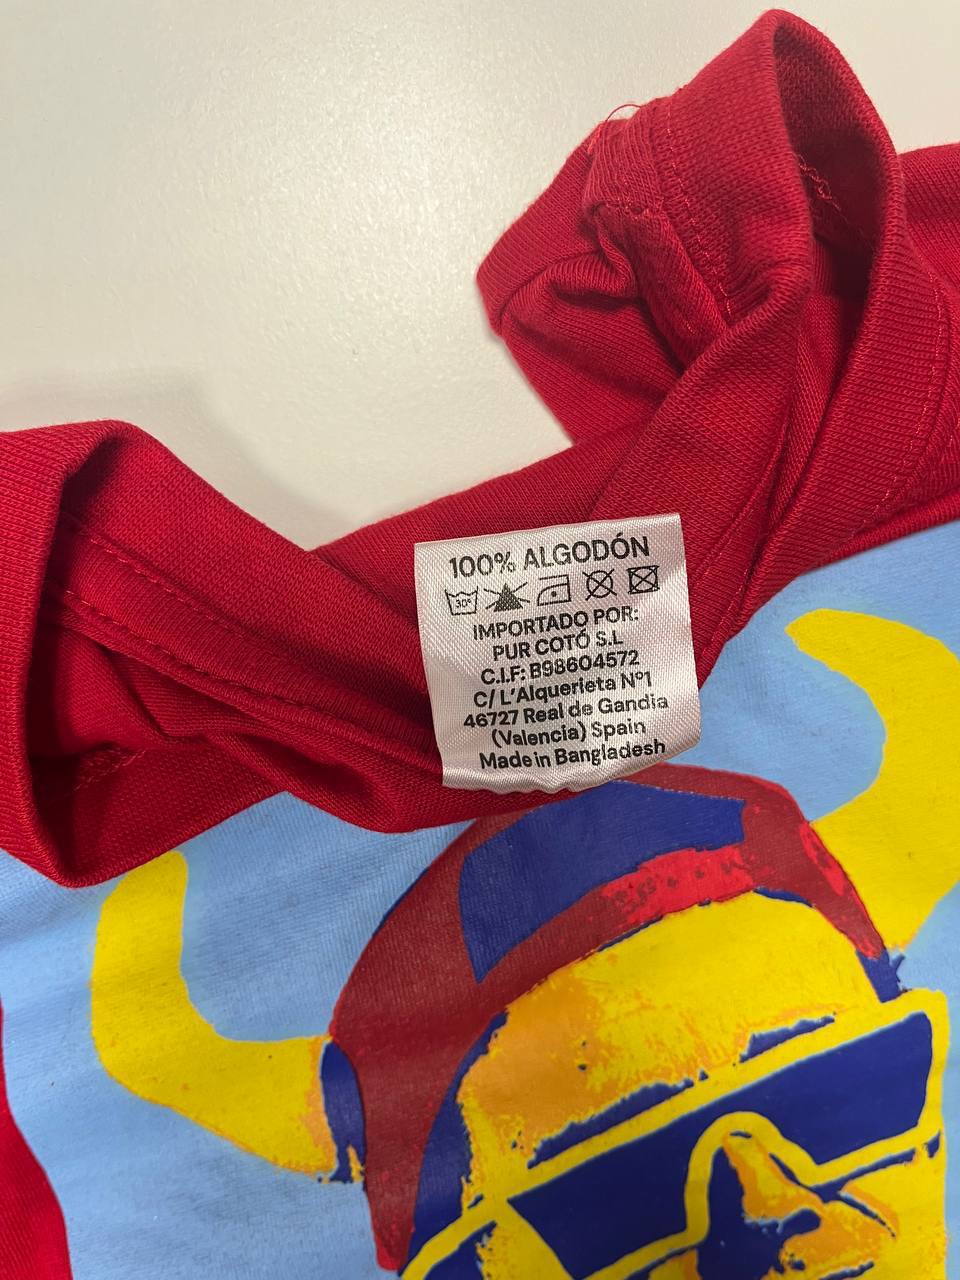 100% ALGODÓN
30°
IMPORTADO POR:
PUR COTÓ S.L
C.I.F: B98604572
C/ L'Alquerieta Nº1
46727 Real de Gandia
(Valencia) Spain
Made in Bangladesh